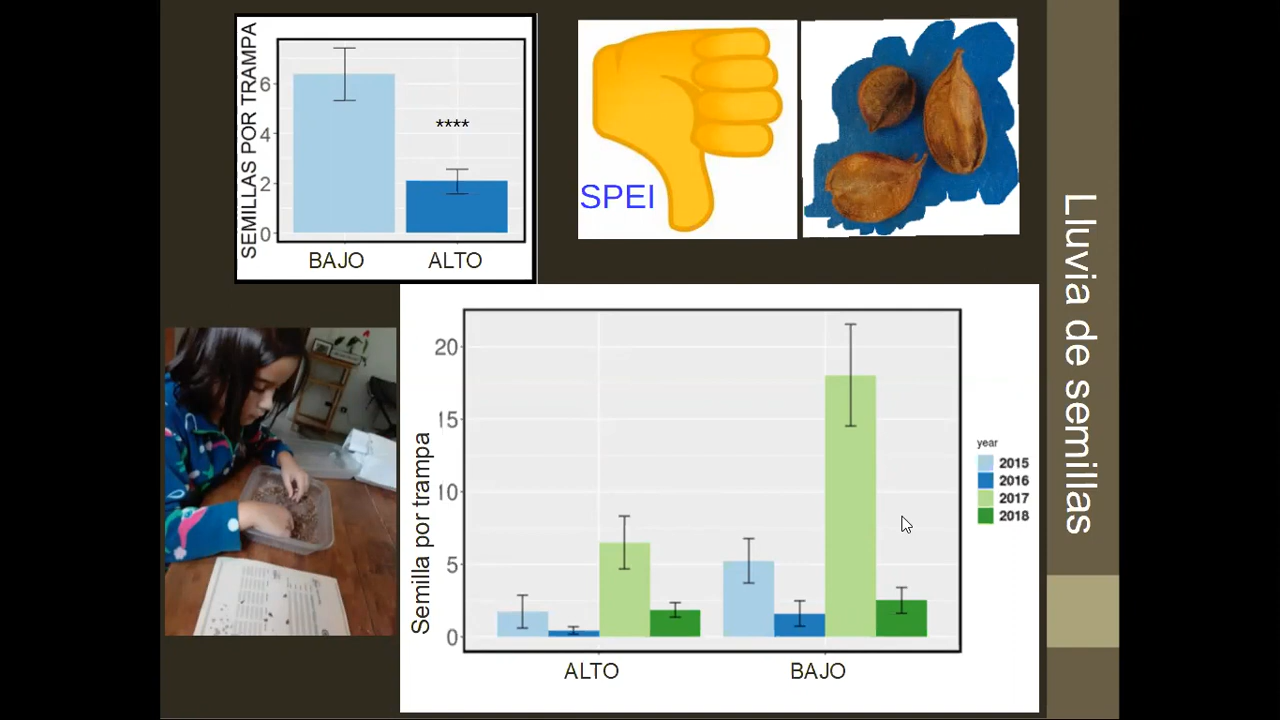 SEMILLAS POR TRAMPA
6
4
2
0
****
BAJO
ALTO
SPEI
Lluvia de semillas
Semilla por trampa
20
15
10
5
0
ALTO
BAJO
year
2015
2016
2017
2018